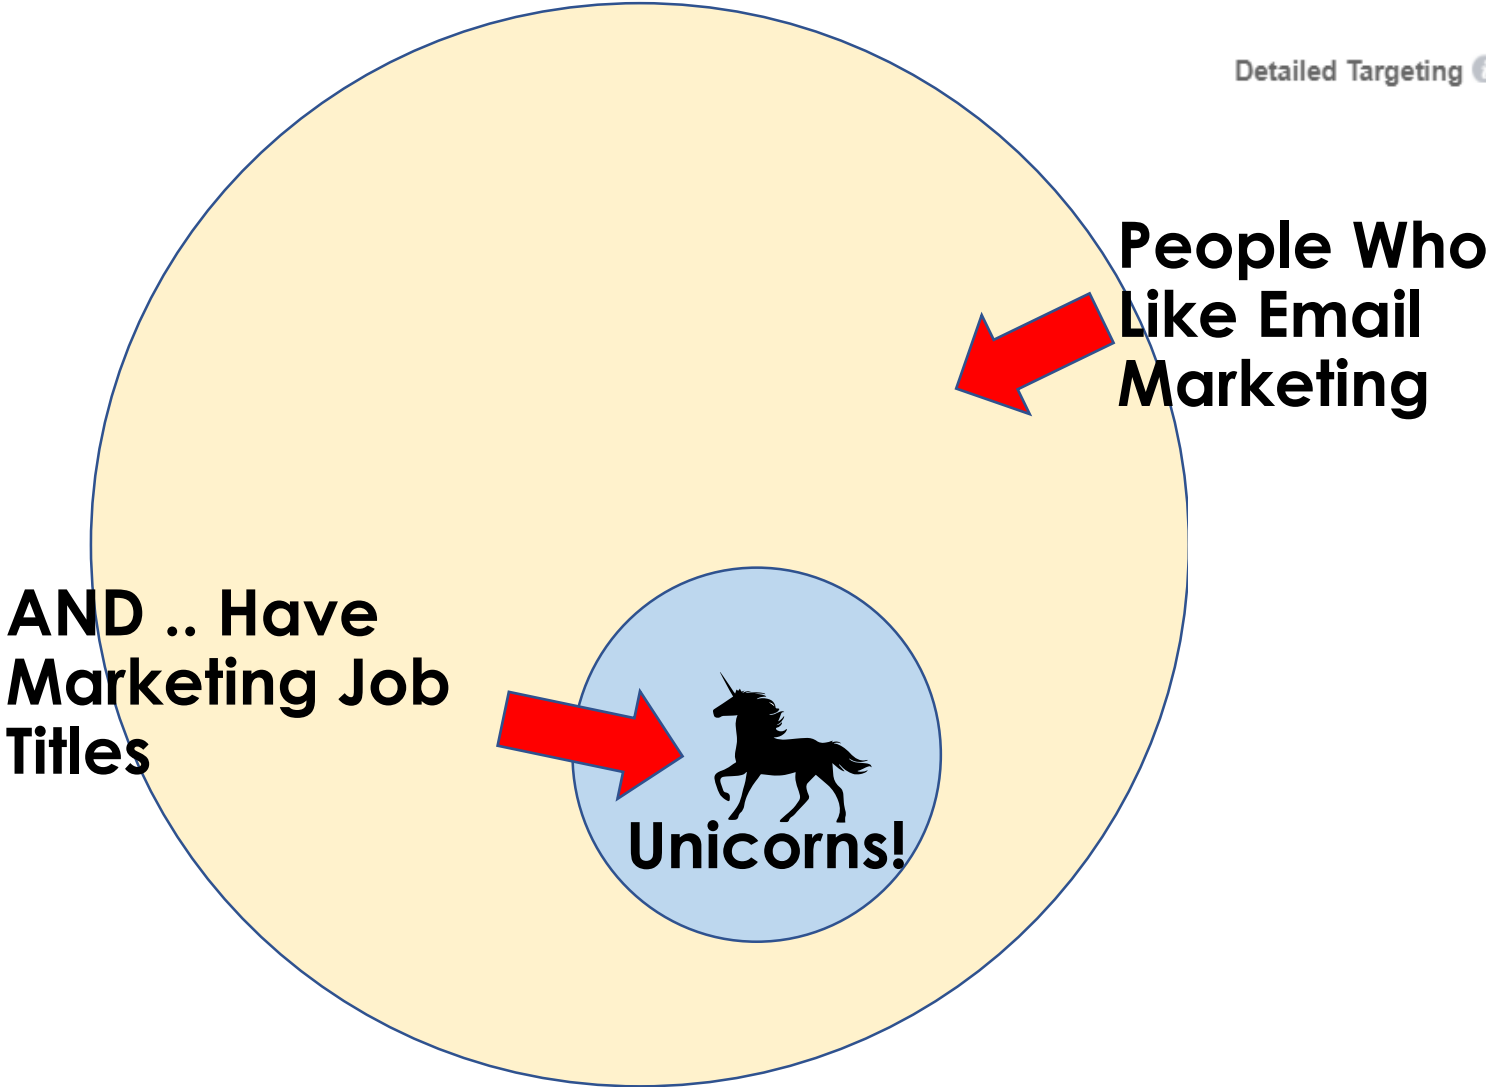 Detailed Targeting
People Who
Like Email
Marketing
AND .. Have
Marketing Job
Titles
Unicorns!